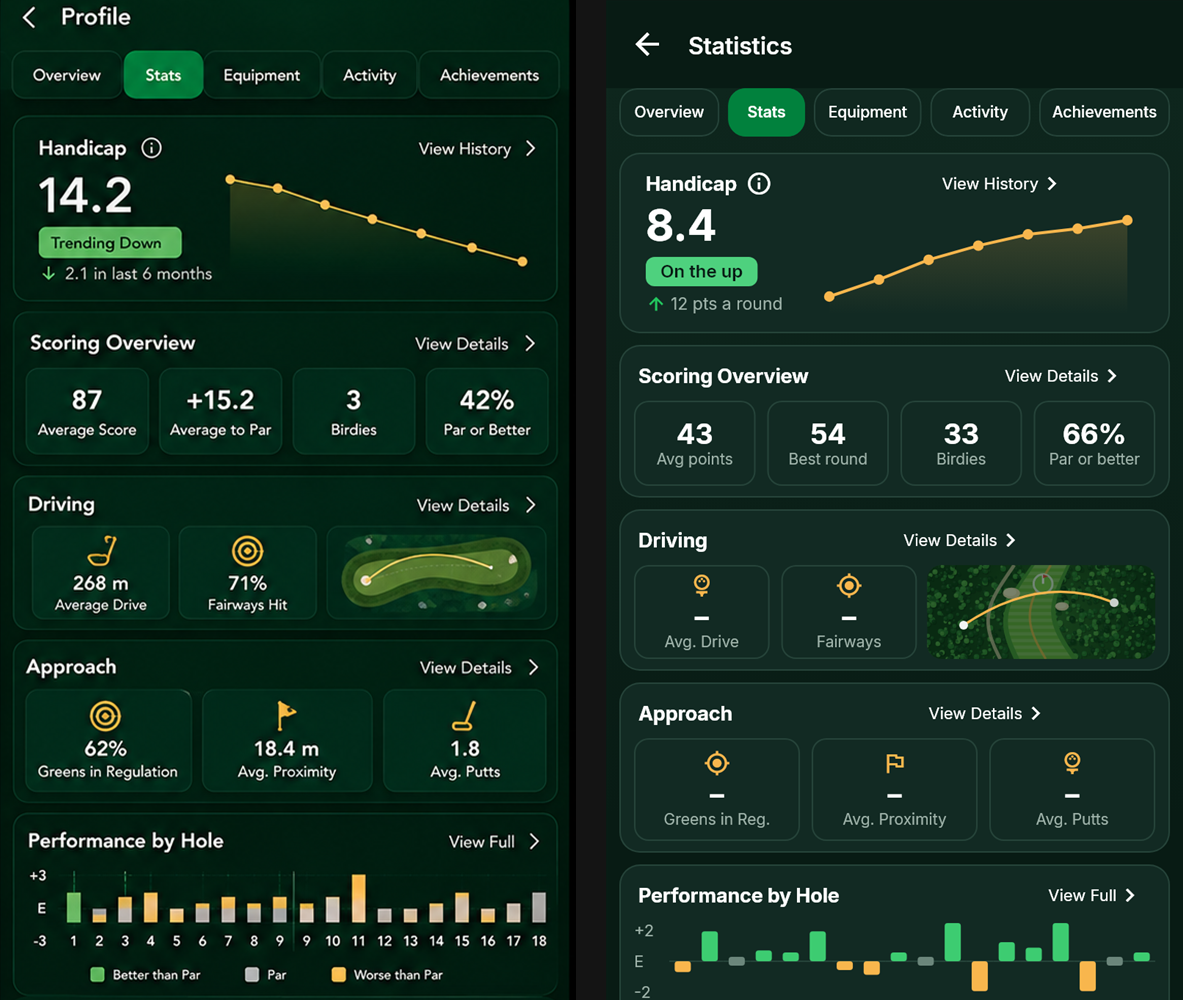 Profile
Overview Stats Equipment Activity Achievements
Handicap View History
14.2
Trending Down
2.1 in last 6 months
Scoring Overview View Details
87 +15.2 3 42%
Average Score Average to Par Birdies Par or Better
Driving View Details
268 m 71%
Average Drive Fairways Hit
Approach View Details
62% 18.4 m 1.8
Greens in Regulation Avg. Proximity Avg. Putts
Performance by Hole View Full
+3
E
-3 1 2 3 4 5 6 7 8 9 9 10 11 12 13 14 15 16 17 18
Better than Par Par Worse than Par
Statistics
Overview Stats Equipment Activity Achievements
Handicap View History
8.4
On the up
12 pts a round
Scoring Overview View Details
43 54 33 66%
Avg points Best round Birdies Par or better
Driving View Details
– –
Avg. Drive Fairways
Approach View Details
– – –
Greens in Reg. Avg. Proximity Avg. Putts
Performance by Hole View Full
+2
E
-2